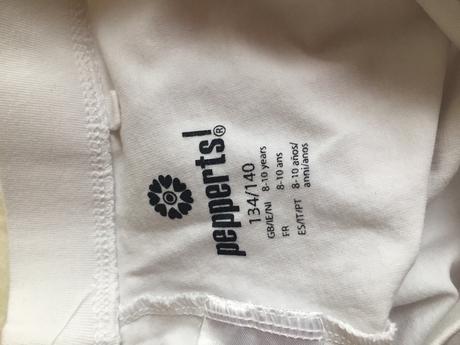 pepperts!®
134/140
GB/IE/NI 8-10 years
FR 8-10 ans
ES/IT/PT 8-10 años/
anni/anos